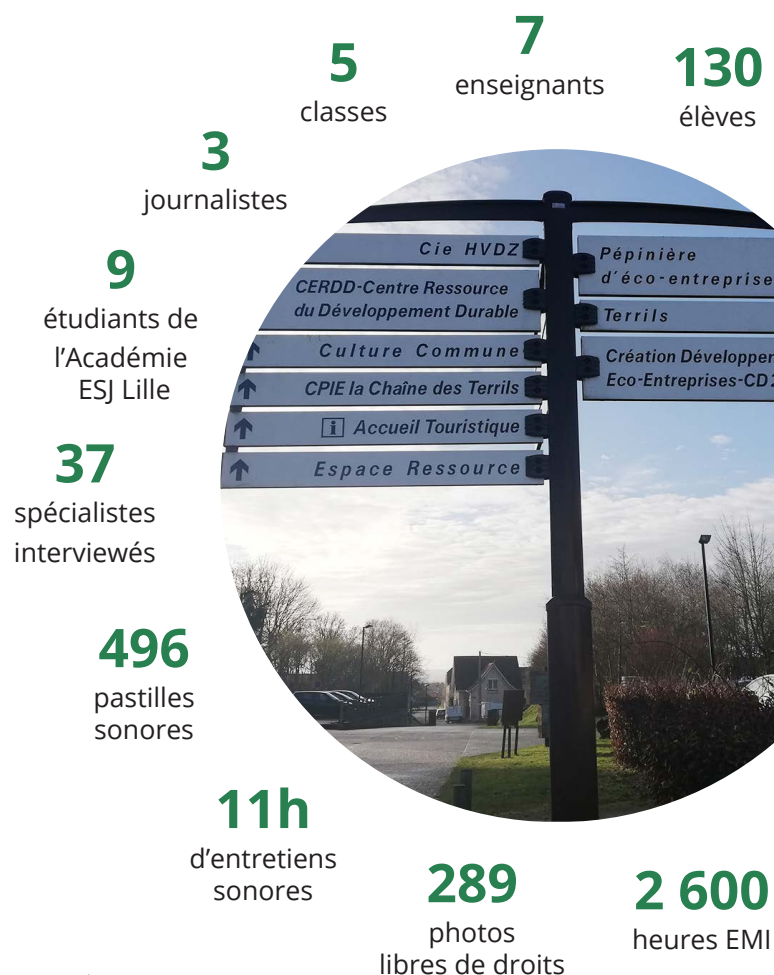 7
enseignants
5
classes
130
élèves
3
journalistes
9
étudiants de
l'Académie
ESJ Lille
37
spécialistes
interviewés
496
pastilles
sonores
11h
d'entretiens
sonores
289
photos
libres de droits
2 600
heures EMI
Cie HVDZ
CERDD-Centre Ressource
du Développement Durable
Culture Commune
CPIE la Chaîne des Terrils
i Accueil Touristique
Espace Ressource
Pépinière
d'éco-entreprise
Terrils
Création Développem
Eco-Entreprises-CD